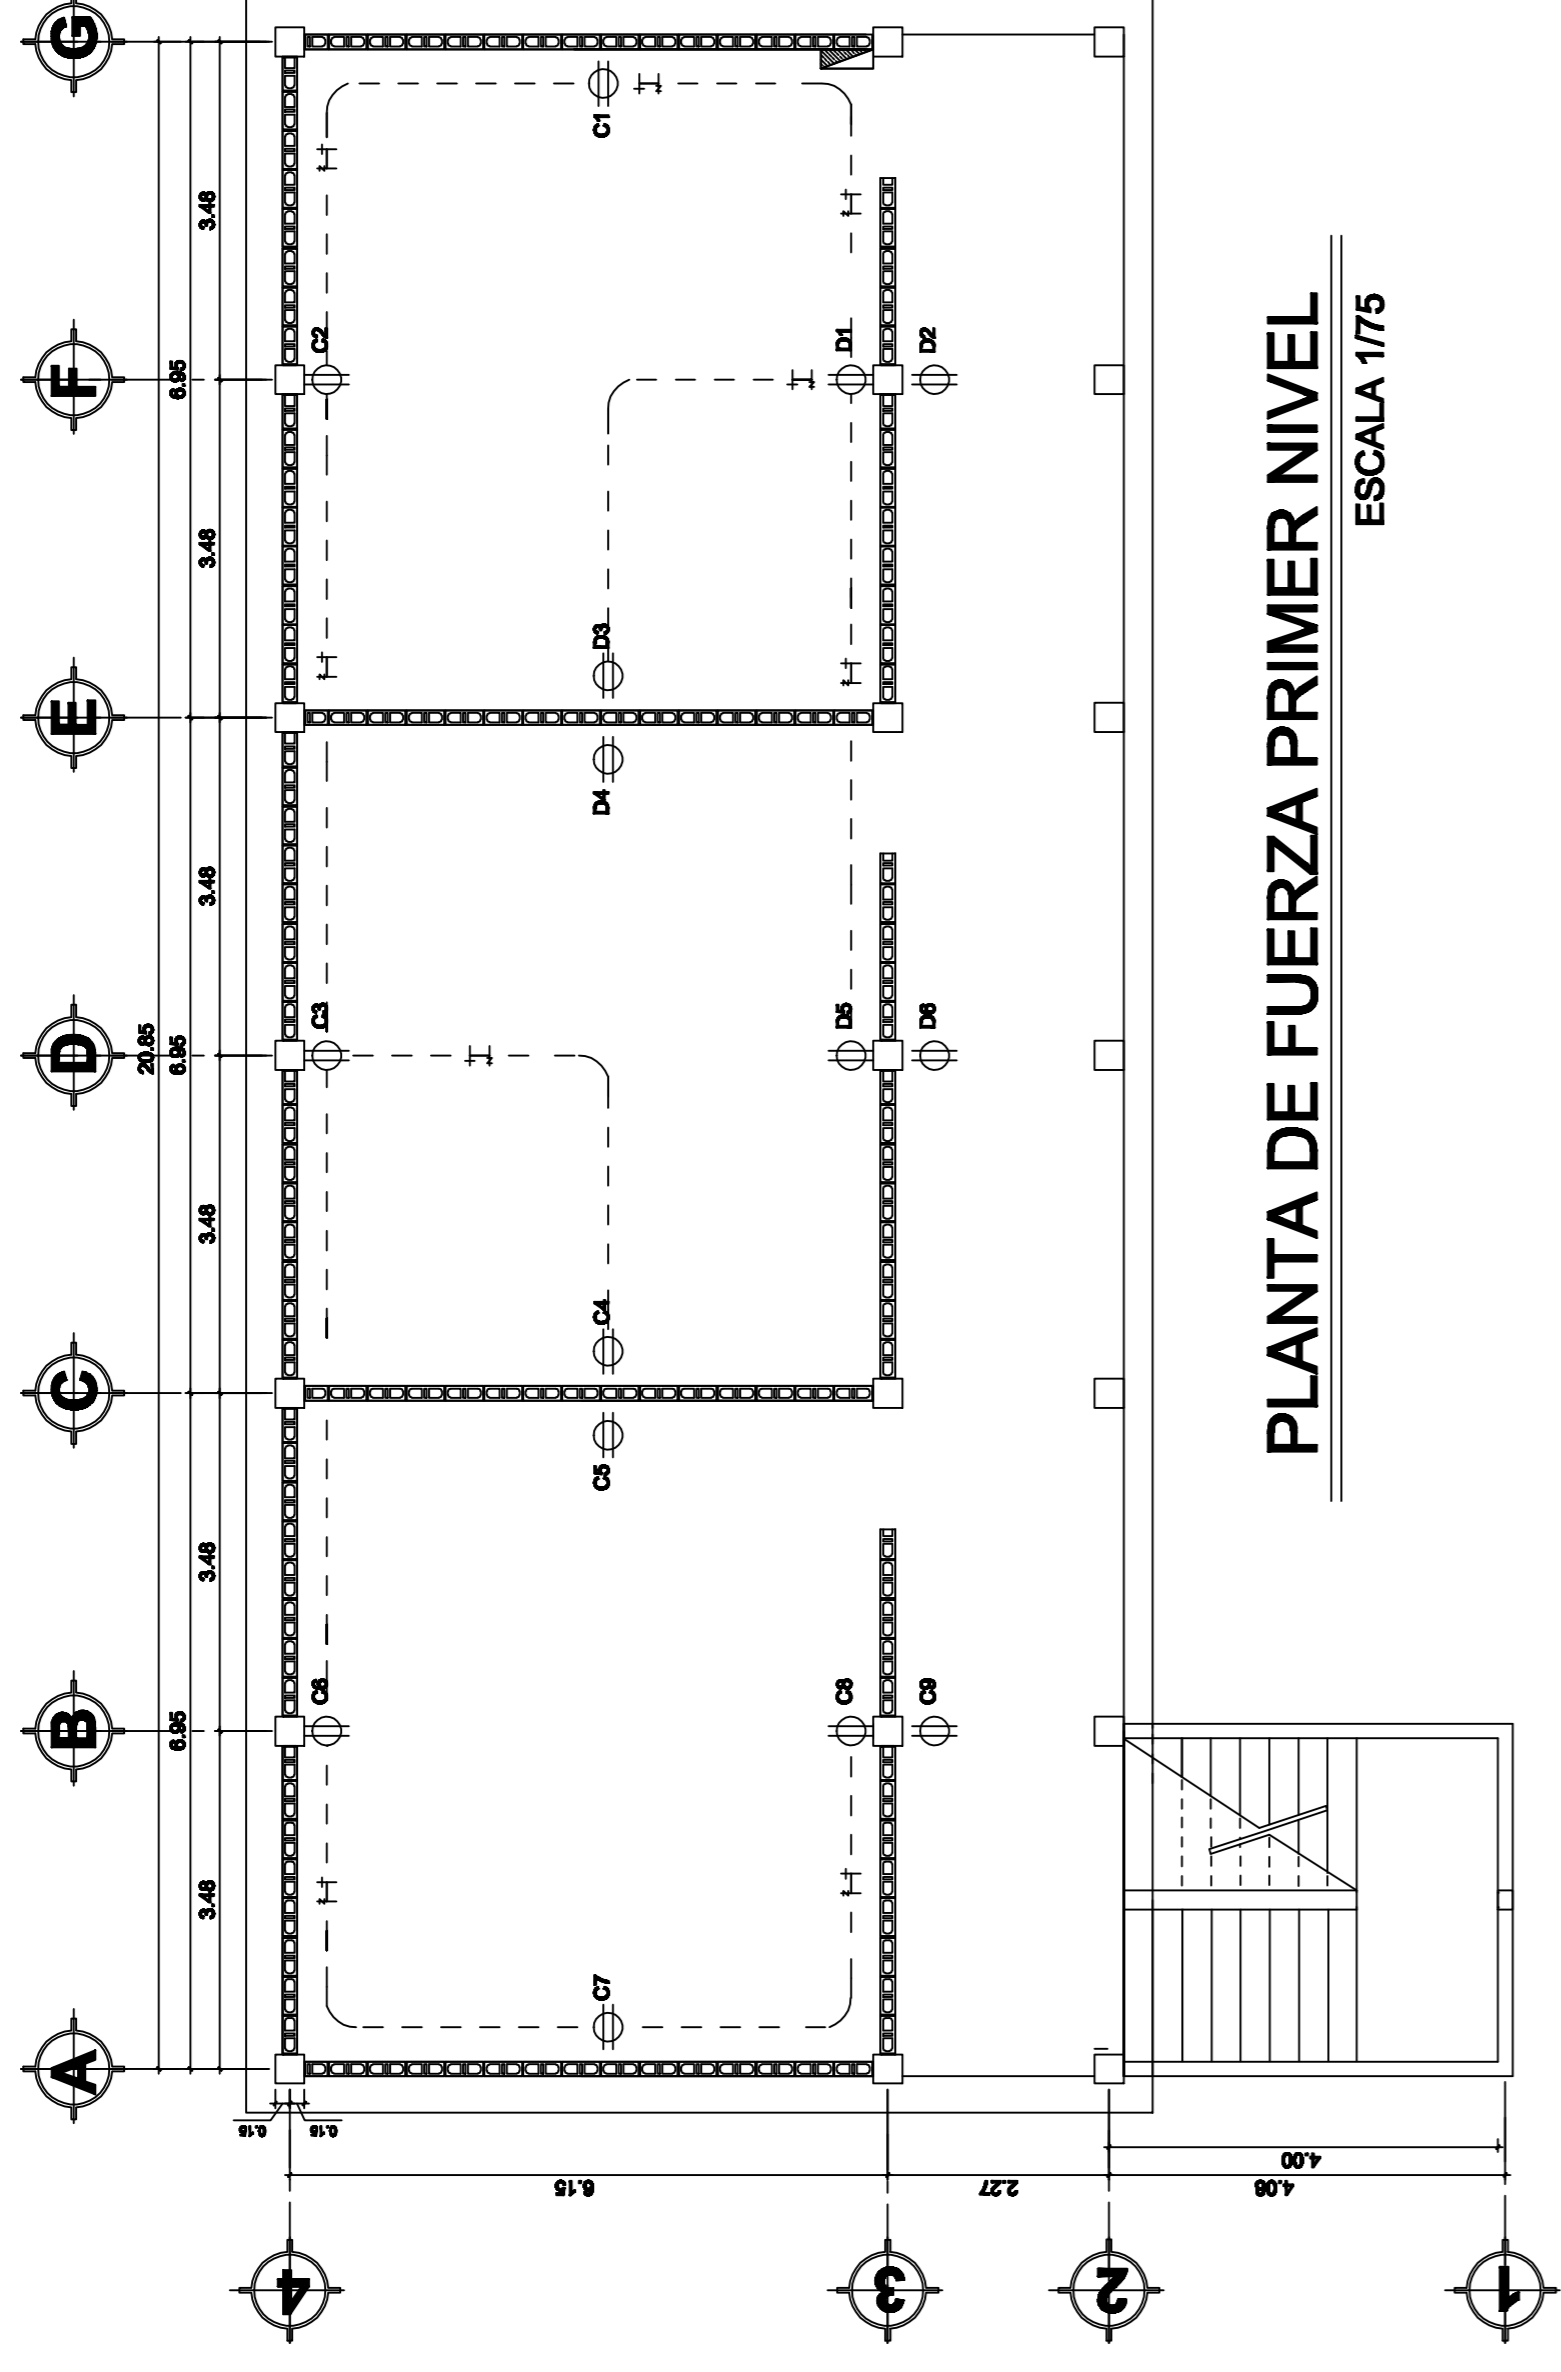 G
F
E
D
C
B
A
20.85
6.95
6.95
6.95
3.48
3.48
3.48
3.48
3.48
3.48
C1
C2
D1
D2
D3
D4
C3
D5
D6
C4
C5
C6
C8
C9
C7
0.15
0.15
6.15
2.27
4.00
4.08
4
3
2
1
PLANTA DE FUERZA PRIMER NIVEL
ESCALA 1/75